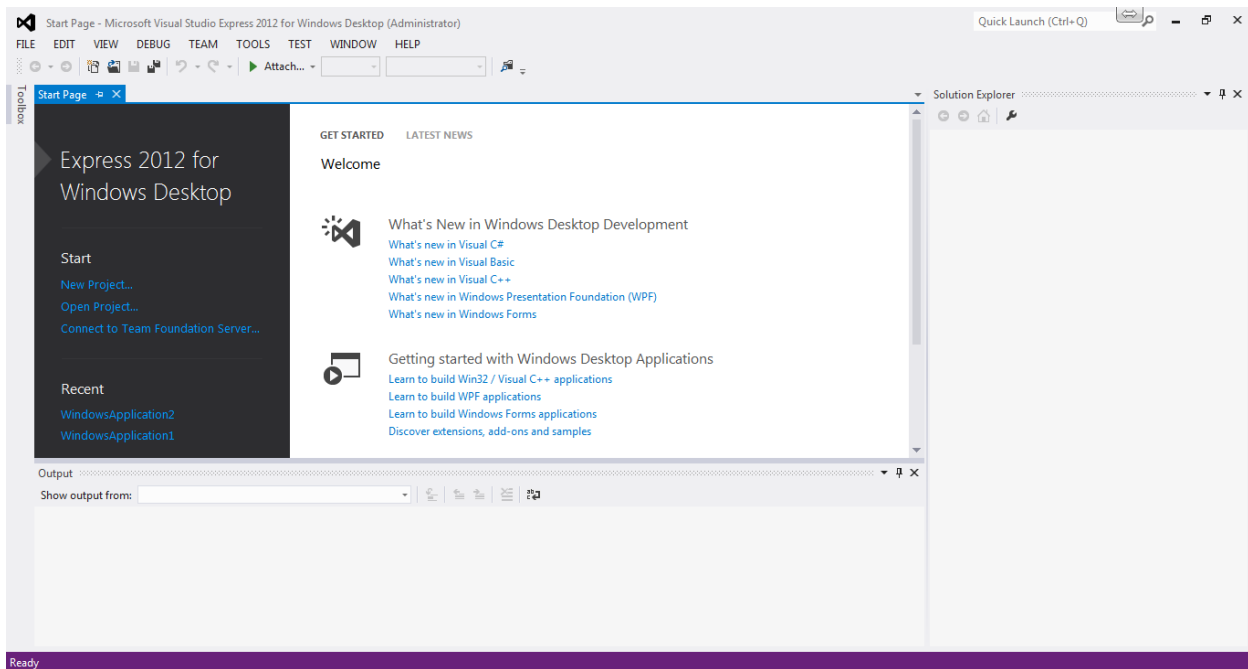 Start Page - Microsoft Visual Studio Express 2012 for Windows Desktop (Administrator)
Quick Launch (Ctrl+Q)
FILE EDIT VIEW DEBUG TEAM TOOLS TEST WINDOW HELP
Attach...
Toolbox
Start Page
Solution Explorer
Express 2012 for
Windows Desktop
Start
New Project...
Open Project...
Connect to Team Foundation Server...
Recent
WindowsApplication2
WindowsApplication1
GET STARTED LATEST NEWS
Welcome
What's New in Windows Desktop Development
What's new in Visual C#
What's new in Visual Basic
What's new in Visual C++
What's new in Windows Presentation Foundation (WPF)
What's new in Windows Forms
Getting started with Windows Desktop Applications
Learn to build Win32 / Visual C++ applications
Learn to build WPF applications
Learn to build Windows Forms applications
Discover extensions, add-ons and samples
Output
Show output from:
Ready